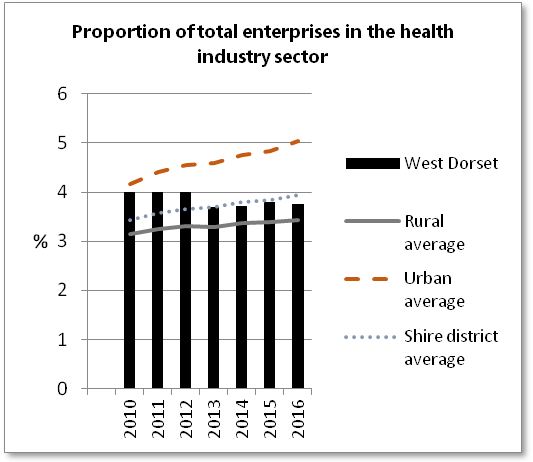 Proportion of total enterprises in the health
industry sector
6
5
4
3
2
1
0
%
2010
2011
2012
2013
2014
2015
2016
West Dorset
Rural
average
Urban
average
Shire district
average